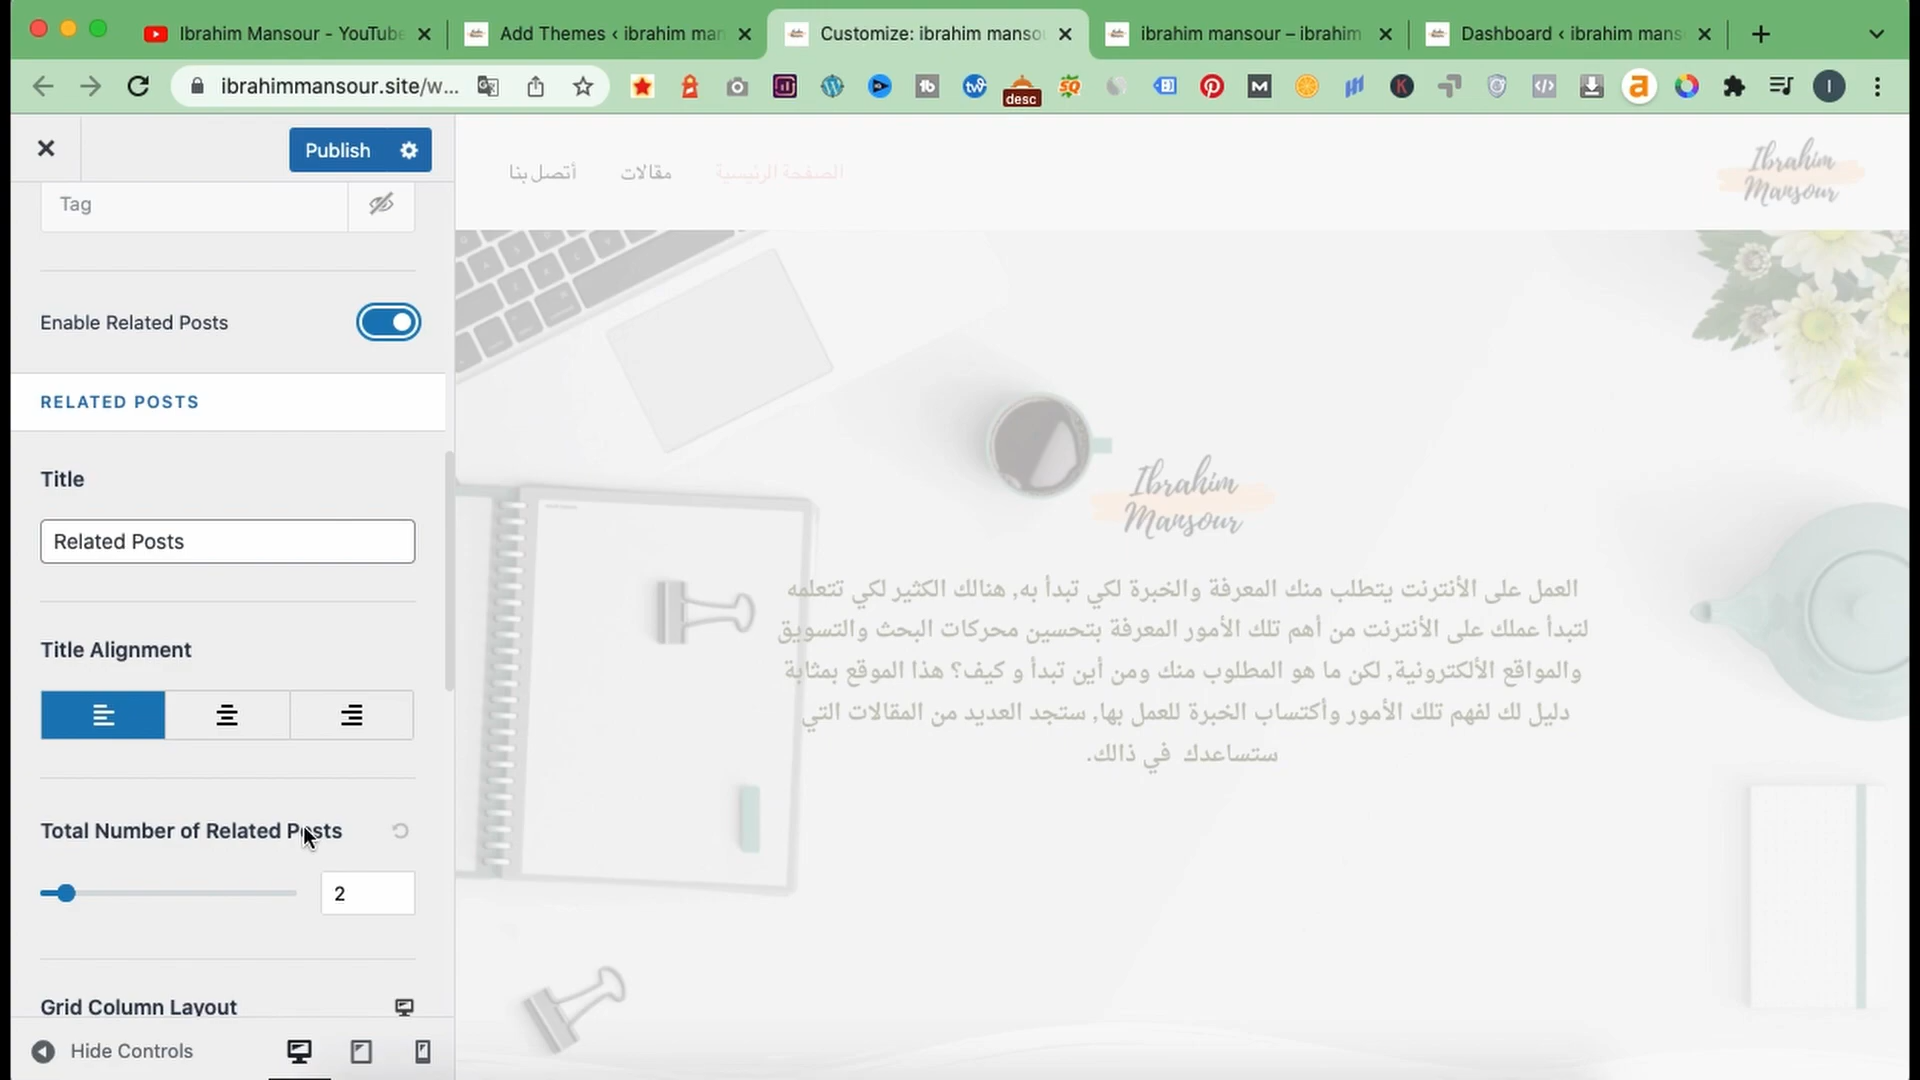 Ibrahim Mansour - YouTube
Add Themes ‹ ibrahim man
Customize: ibrahim manso
ibrahim mansour – ibrahim
Dashboard ‹ ibrahim mans
ibrahimmansour.site/w...
desc
Publish
Tag
Enable Related Posts
RELATED POSTS
Title
Related Posts
Title Alignment
Total Number of Related Posts
2
Grid Column Layout
Hide Controls
الصفحة الرئيسية
مقالات
أتصل بنا
Ibrahim
Mansour
Ibrahim
Mansour
العمل على الأنترنت يتطلب منك المعرفة والخبرة لكي تبدأ به, هنالك الكثير لكي تتعلمه
لتبدأ عملك على الأنترنت من أهم تلك الأمور المعرفة بتحسين محركات البحث والتسويق
والمواقع الألكترونية, لكن ما هو المطلوب منك ومن أين تبدأ و كيف؟ هذا الموقع بمثابة
دليل لك لفهم تلك الأمور وأكتساب الخبرة للعمل بها, ستجد العديد من المقالات التي
ستساعدك في ذالك.